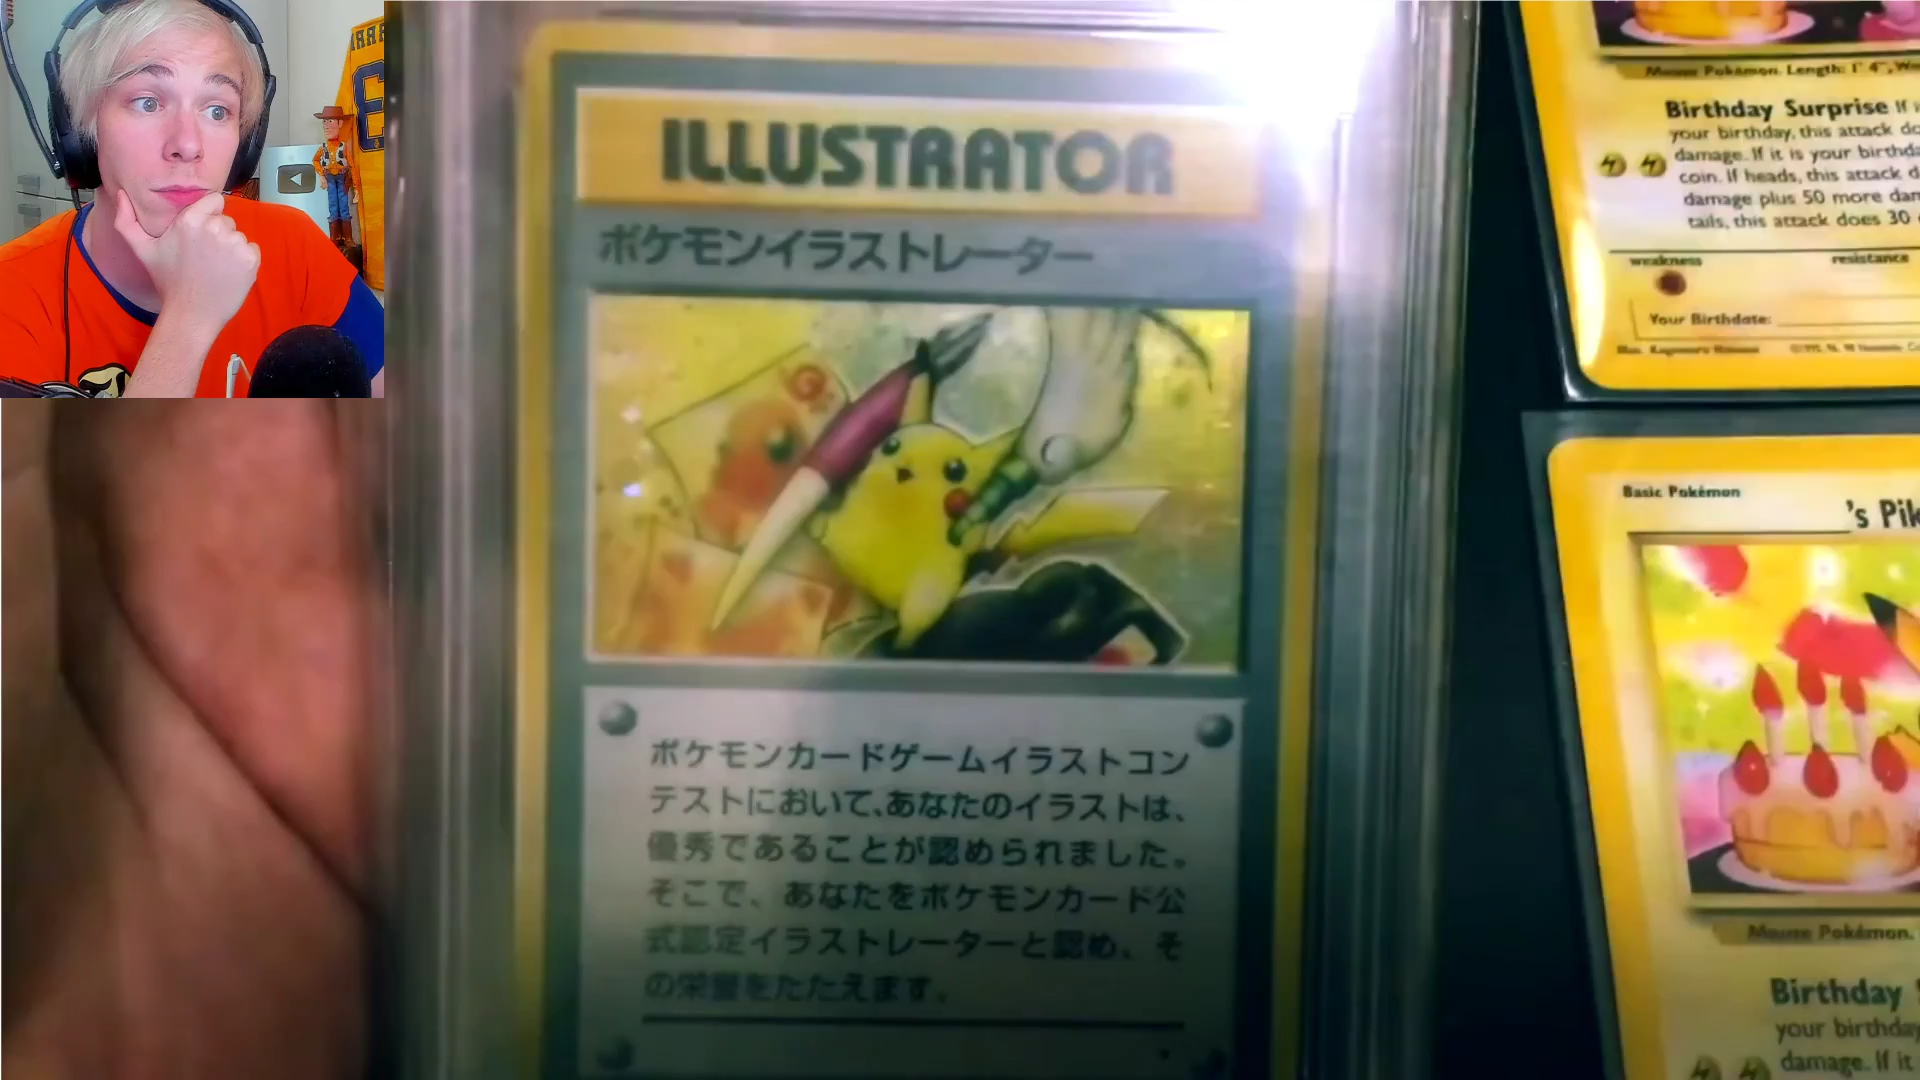 ILLUSTRATOR
ポケモンイラストレーター
ポケモンカードゲームイラストコン
テストにおいて、あなたのイラストは、
優秀であることが認められました。
そこで、あなたをポケモンカード公
式認定イラストレーターと認め、そ
の栄誉をたたえます。
Mouse Pokémon. Length: 1' 4",
Birthday Surprise If
your birthday, this attack
damage. If it is your
coin. If heads, this attack
damage plus 50 more
tails, this attack does 30
weakness resistance
Your Birthdate:
Basic Pokémon
's
Mouse Pokémon.
Birthday
your
damage. If it